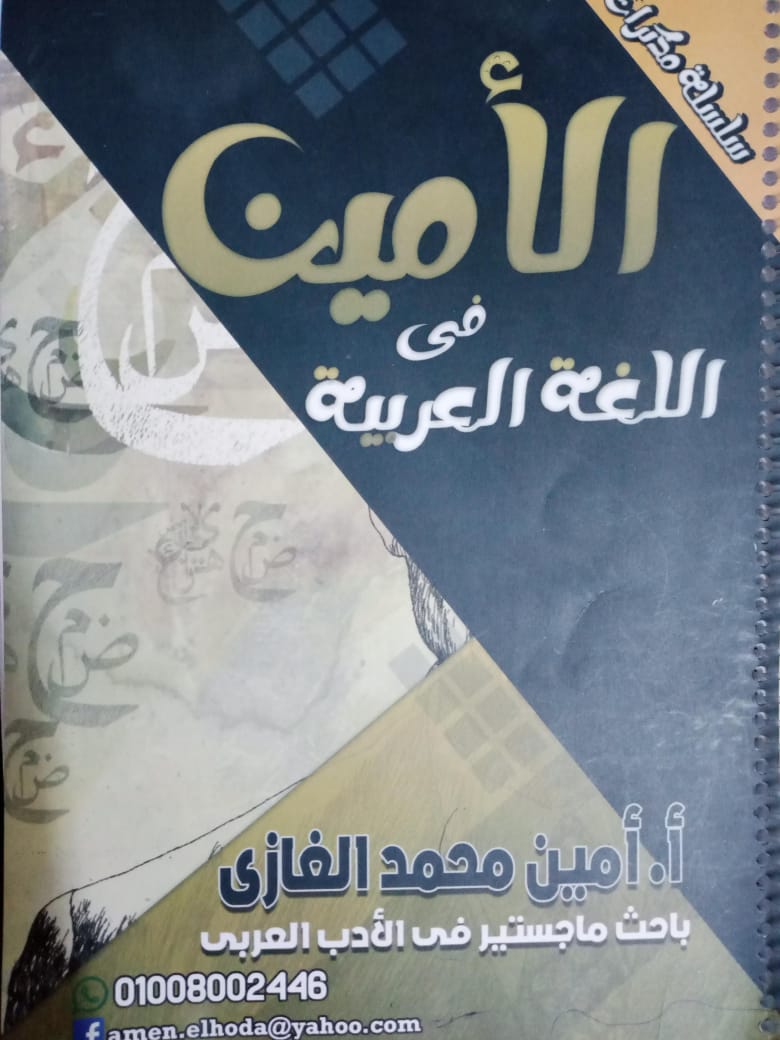 سلسلة مذكرات
الأمين
فى
اللغة العربية
أ. أمين محمد الغازى
باحث ماجستير فى الأدب العربى
01008002446
amen.elhoda@yahoo.com